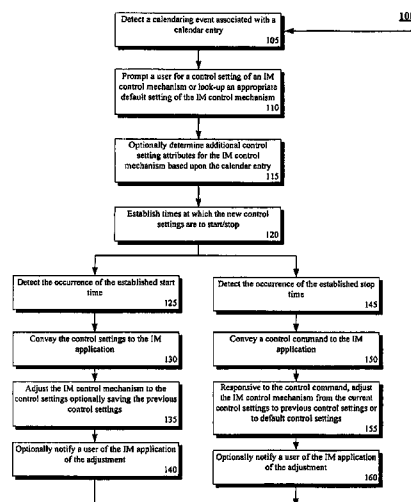 100
Detect a calendaring event associated with a
calendar entry
105
Prompt a user for a control setting of an IM
control mechanism or look-up an appropriate
default setting of the IM control mechanism
110
Optionally determine additional control
setting attributes for the IM control
mechanism based upon the calendar entry
115
Establish times at which the new control
settings are to start/stop
120
Detect the occurrence of the established start
time
125
Convey the control settings to the IM
application
130
Adjust the IM control mechanism to the
control settings optionally saving the previous
control settings
135
Optionally notify a user of the IM application
of the adjustment
140
Detect the occurrence of the established stop
time
145
Convey a control command to the IM
application
150
Responsive to the control command, adjust
the IM control mechanism from the current
control settings to previous control settings or
to default control settings
155
Optionally notify a user of the IM application
of the adjustment
160